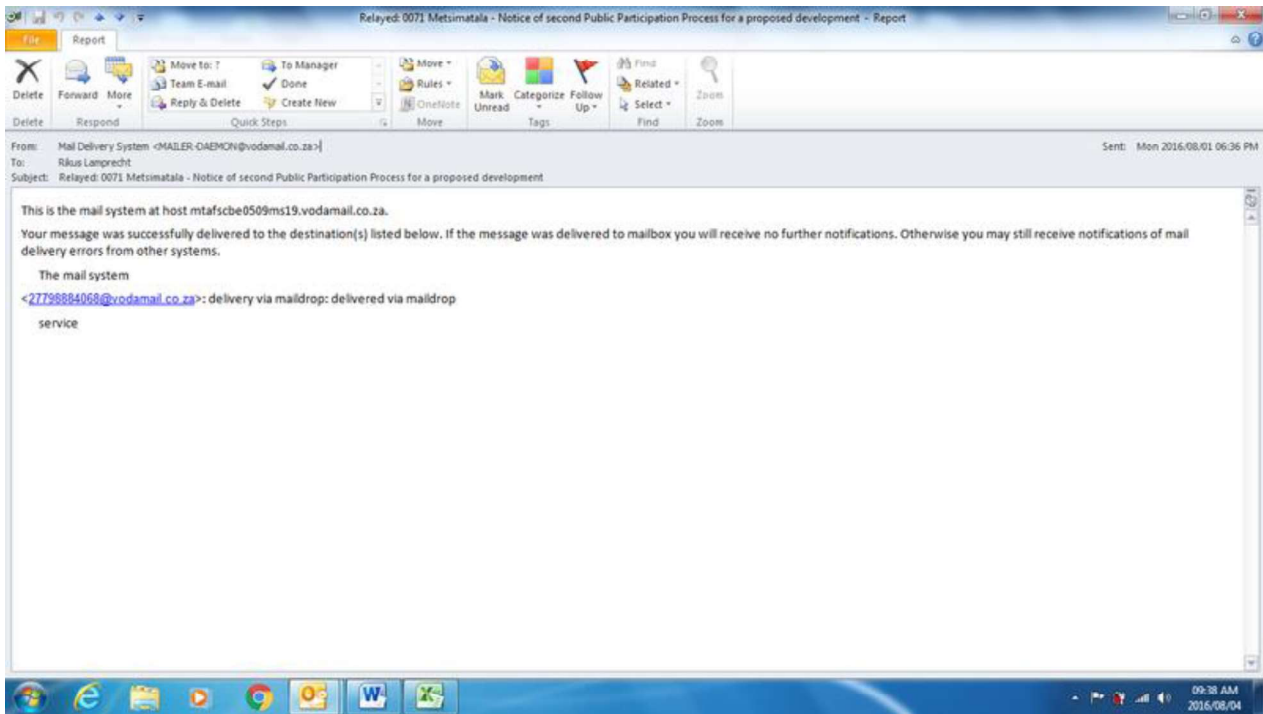 Relayed: 0071 Metsimatala - Notice of second Public Participation Process for a proposed development - Report
File Report
Move to: ? To Manager Move Find
Team E-mail Done Rules Related
Delete Forward More Reply & Delete Create New OneNote Mark Unread Categorize Follow Up Select Zoom
Delete Respond Quick Steps Move Tags Find Zoom
From: Mail Delivery System <MAILER-DAEMON@vodamail.co.za> Sent: Mon 2016/08/01 06:36 PM
To: Rikus Lamprecht
Subject: Relayed: 0071 Metsimatala - Notice of second Public Participation Process for a proposed development
This is the mail system at host mtafscbe0509ms19.vodamail.co.za.
Your message was successfully delivered to the destination(s) listed below. If the message was delivered to mailbox you will receive no further notifications. Otherwise you may still receive notifications of mail
delivery errors from other systems.
The mail system
<27798884068@vodamail.co.za>: delivery via maildrop: delivered via maildrop
service
09:38 AM
2016/08/04